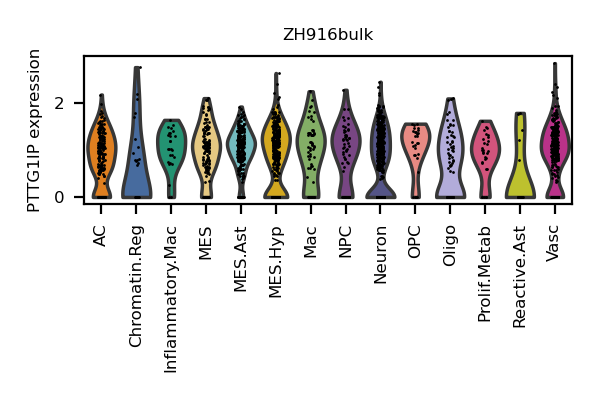 ZH916bulk
PTTG1IP expression
2
0
AC
Chromatin.Reg
Inflammatory.Mac
MES
MES.Ast
MES.Hyp
Mac
NPC
Neuron
OPC
Oligo
Prolif.Metab
Reactive.Ast
Vasc